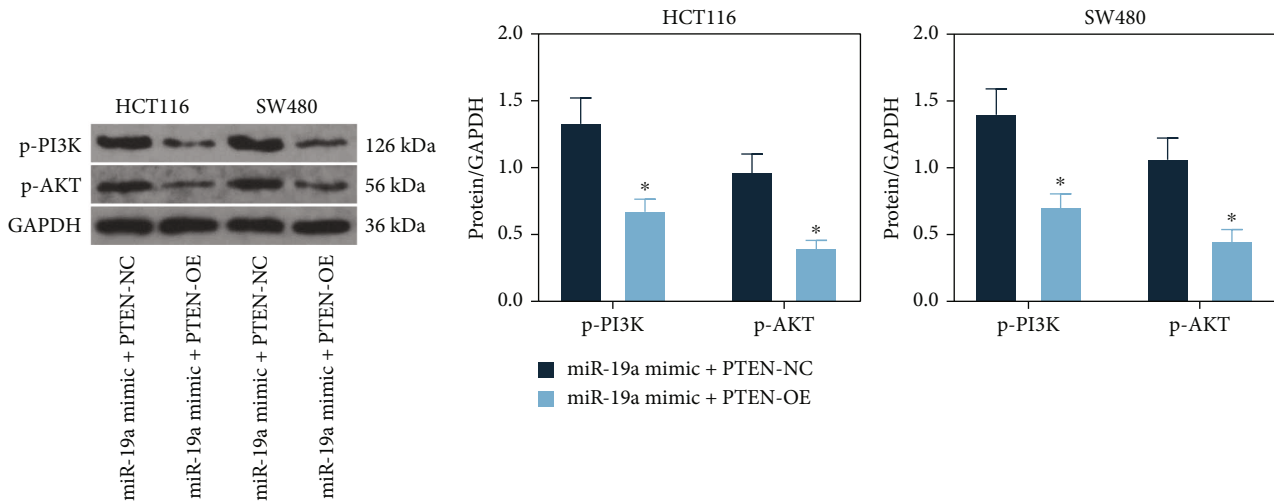 HCT116 SW480
p-PI3K 126 kDa
p-AKT 56 kDa
GAPDH 36 kDa
miR-19a mimic + PTEN-NC
miR-19a mimic + PTEN-OE
miR-19a mimic + PTEN-NC
miR-19a mimic + PTEN-OE
HCT116
Protein/GAPDH
2.0
1.5
1.0
0.5
0.0
*
*
p-PI3K p-AKT
SW480
Protein/GAPDH
2.0
1.5
1.0
0.5
0.0
*
*
p-PI3K p-AKT
miR-19a mimic + PTEN-NC
miR-19a mimic + PTEN-OE